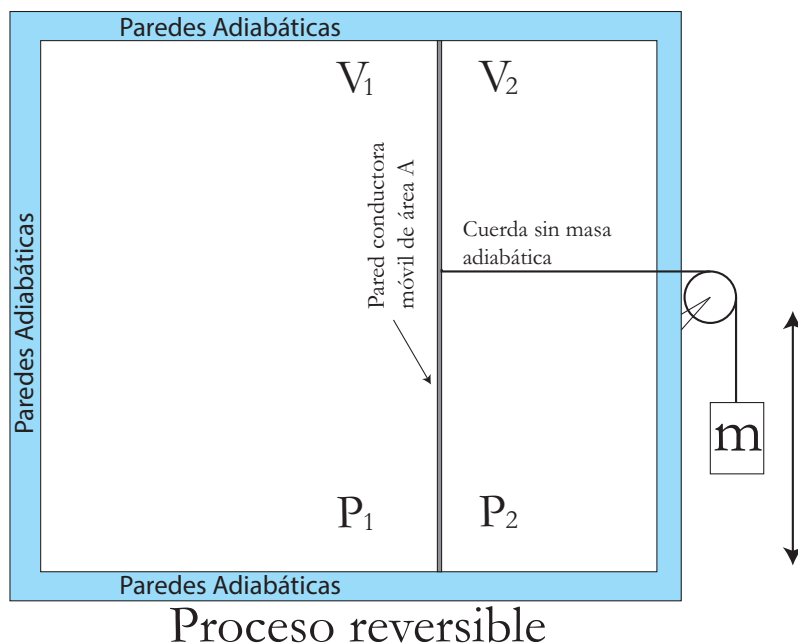 Paredes Adiabáticas
V1
V2
Paredes Adiabáticas
Pared conductora
móvil de área A
Cuerda sin masa
adiabática
m
P1
P2
Paredes Adiabáticas
Proceso reversible